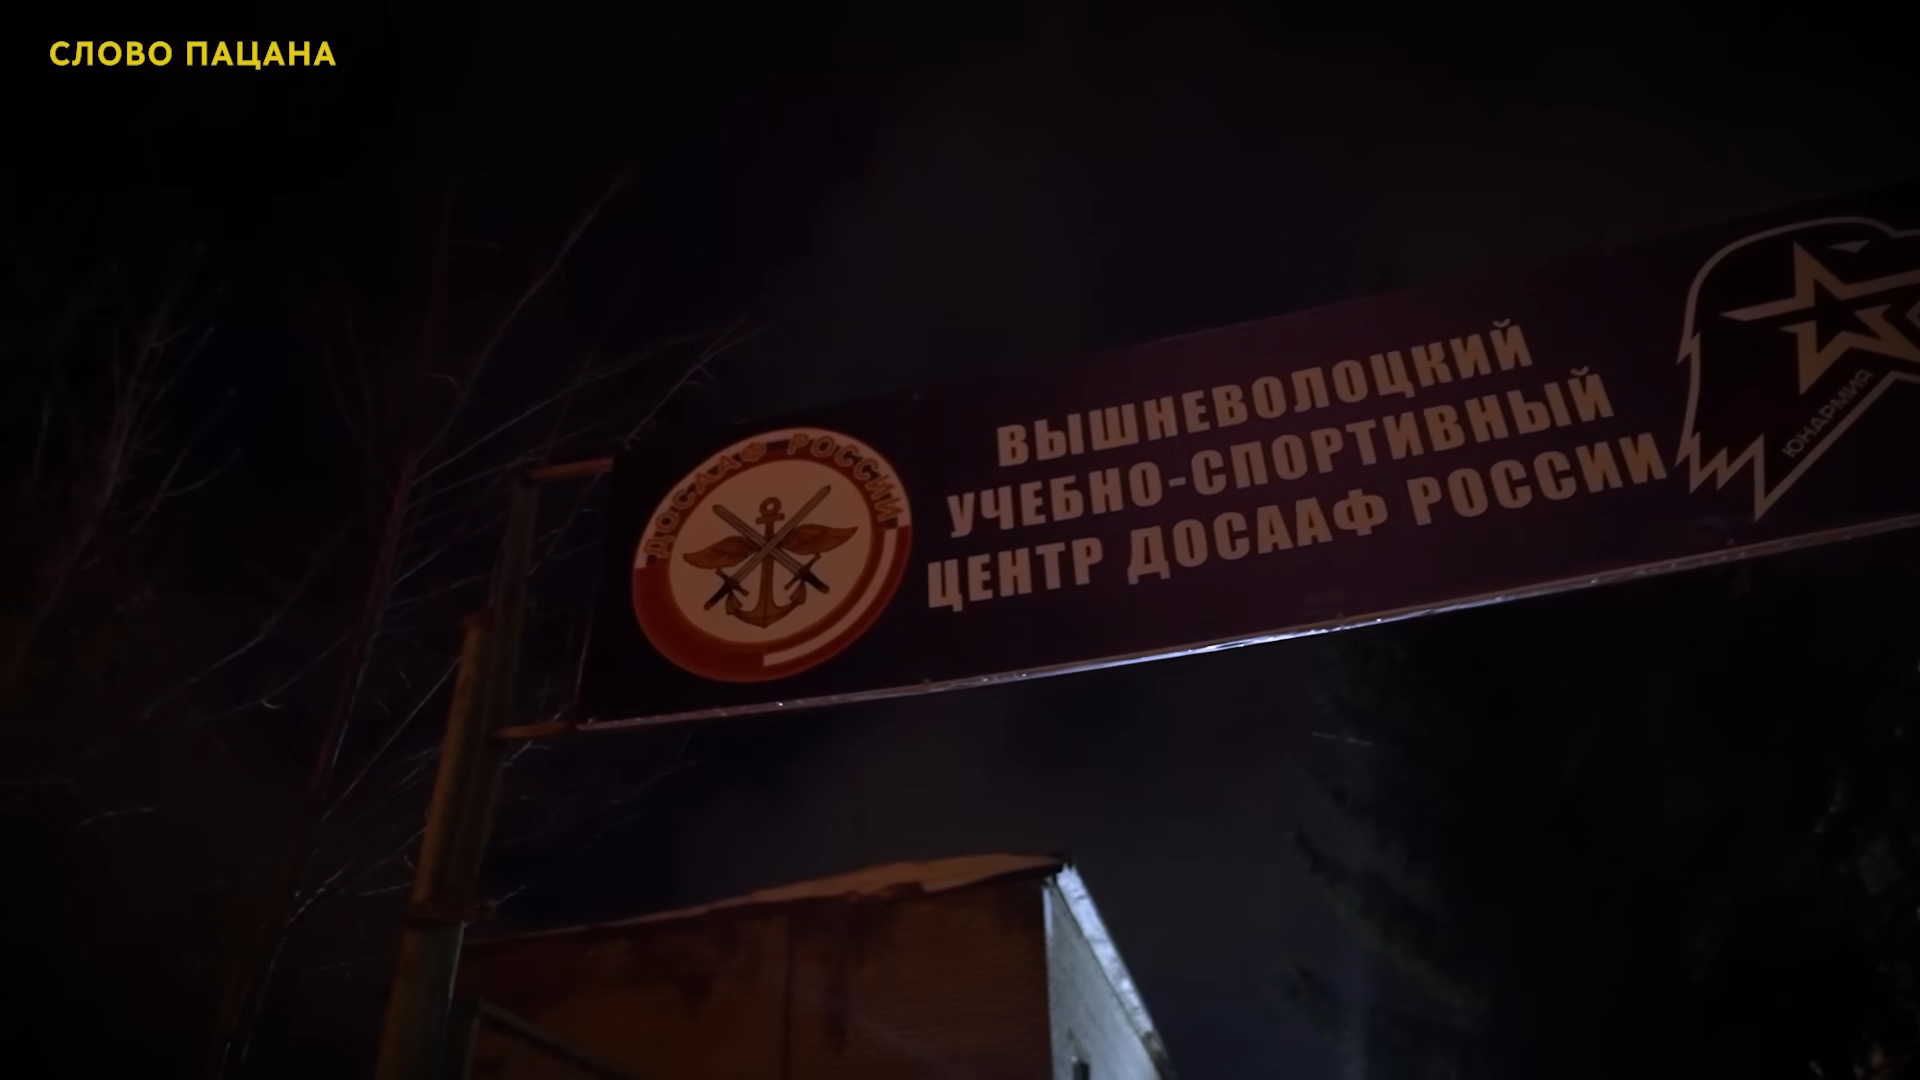 СЛОВО ПАЦАНА
ДОСААФ РОССИИ
ВЫШНЕВОЛОЦКИЙ
УЧЕБНО-СПОРТИВНЫЙ
ЦЕНТР ДОСААФ РОССИИ
ЮНАРМИЯ